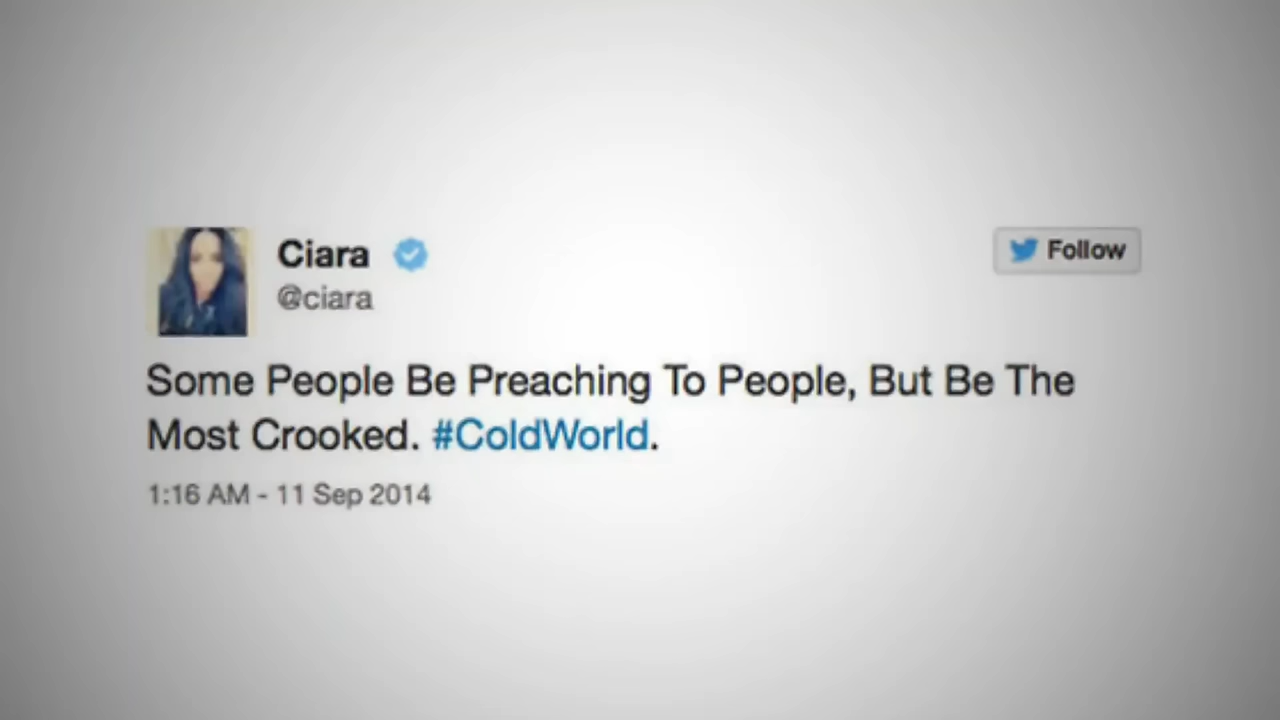 Ciara
@ciara
Follow
Some People Be Preaching To People, But Be The
Most Crooked. #ColdWorld.
1:16 AM - 11 Sep 2014